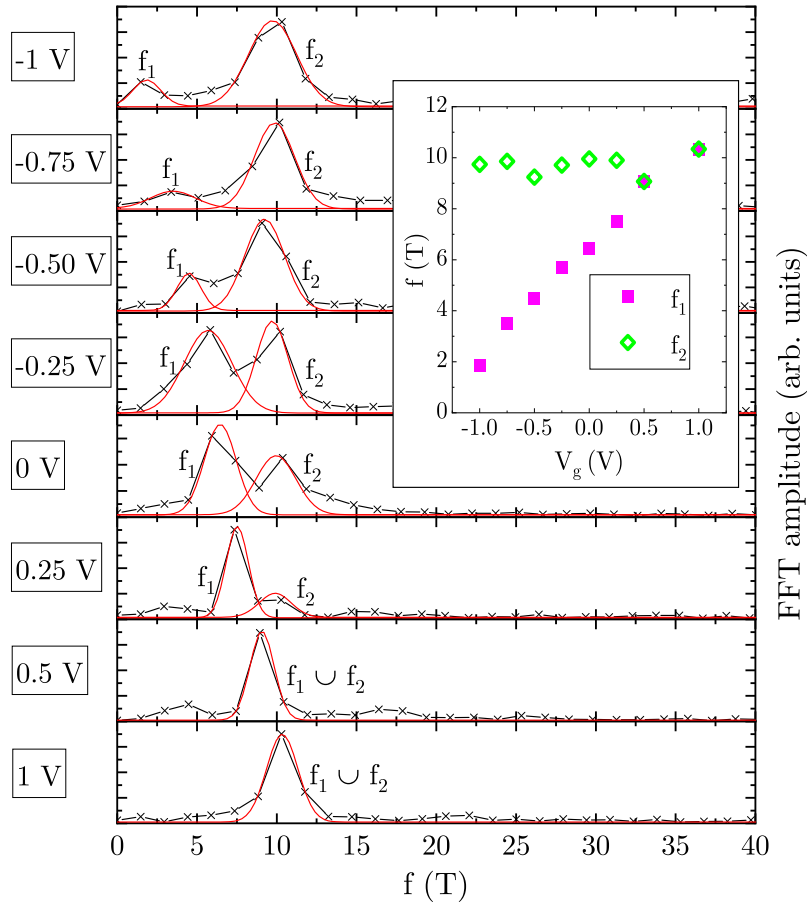 -1 V
f₁
f₂
-0.75 V
f₁
f₂
-0.50 V
f₁
f₂
-0.25 V
f₁
f₂
0 V
f₁
f₂
0.25 V
f₁
f₂
0.5 V
f₁ ∪ f₂
1 V
f₁ ∪ f₂
0 5 10 15 20 25 30 35 40
f (T)
FFT amplitude (arb. units)
12
10
8
6
4
2
0
f (T)
f₁
f₂
-1.0 -0.5 0.0 0.5 1.0
V_g (V)